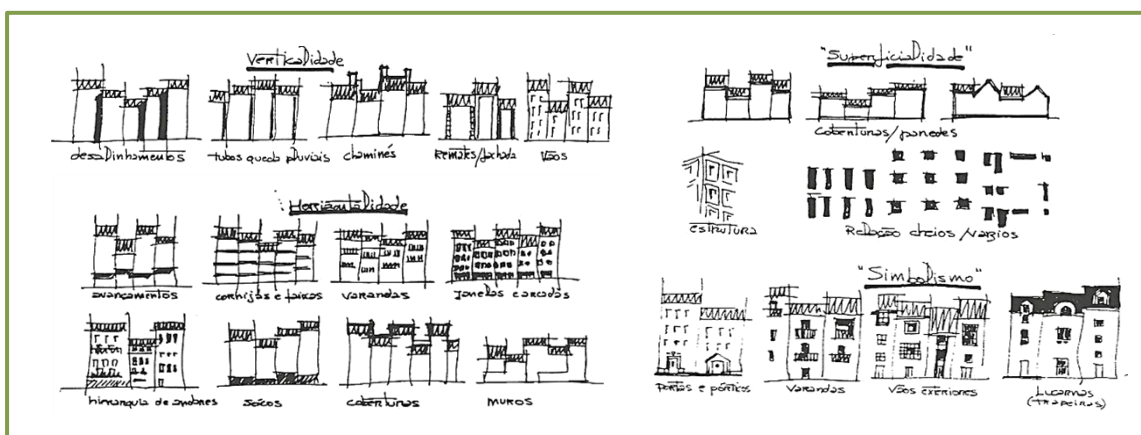 Verticalidade
desalinhamentos
tubos queda pluviais
chaminés
Remates/fachada
Vãos
Horizontalidade
avançamentos
cornijas e faixas
varandas
janelas e arcadas
hierarquia de andares
socos
coberturas
muros
"Superficialidade"
coberturas/paredes
estrutura
Relação cheios/vazios
"Simbolismo"
portas e pórticos
varandas
Vãos exteriores
Lucarnas
(trapeiras)